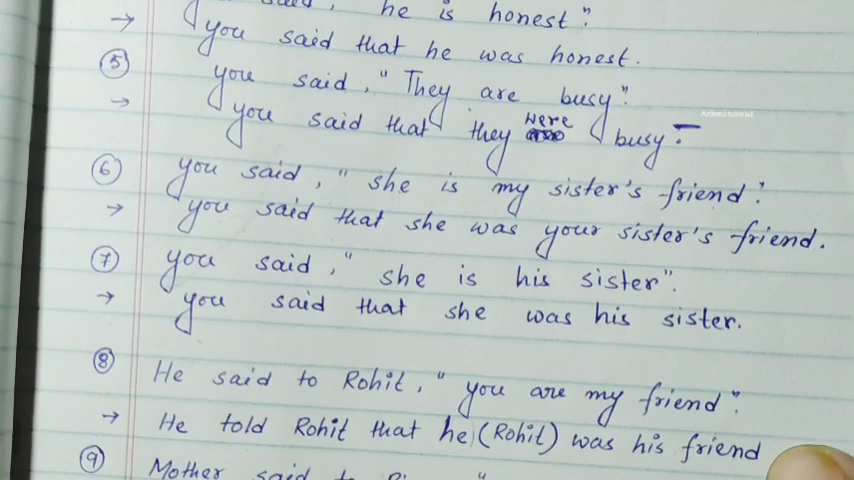 he is honest".
→ you said that he was honest.
⑤ you said, "They are busy".
→ you said that they were busy.
⑥ you said, "she is my sister's friend".
→ you said that she was your sister's friend.
⑦ you said, "she is his sister".
→ you said that she was his sister.
⑧ He said to Rohit, "you are my friend".
→ He told Rohit that he (Rohit) was his friend
⑨ Mother said to